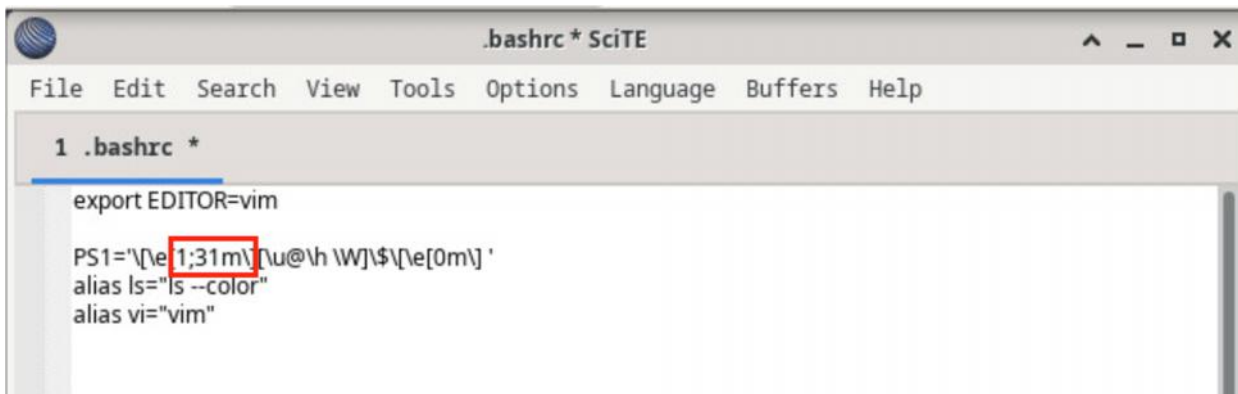 .bashrc * SciTE
File Edit Search View Tools Options Language Buffers Help
1 .bashrc *
export EDITOR=vim
PS1='\[\e[1;31m\][\u@\h \W]\$\[\e[0m\] '
alias ls="ls --color"
alias vi="vim"